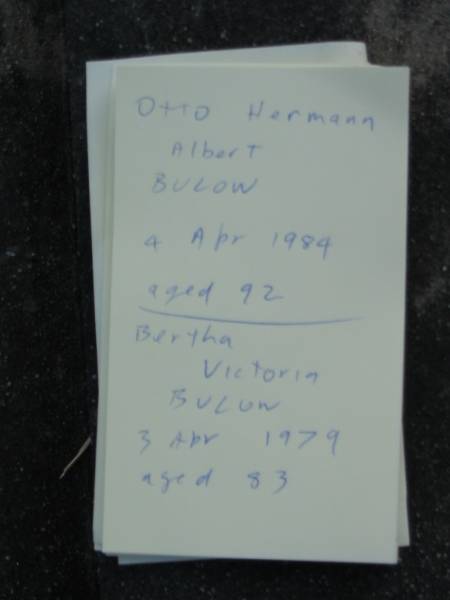 Otto Hermann
Albert
BULOW
4 Apr 1984
aged 92
Bertha
Victoria
BULOW
3 Apr 1979
aged 83